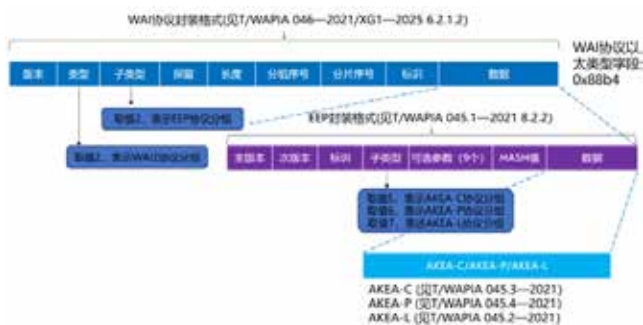 WAI协议封装格式(见T/WAPIA 046—2021/XG1—2025 6.2.1.2)
WAI协议以
太类型字段:
0x88b4
版本 类型 子类型 保留 长度 分组序号 分片序号 标识 数据
取值2，表示EEP协议分组
EEP封装格式(见T/WAPIA 045.1—2021 8.2.2)
取值2，表示WAID协议分组
主版本 次版本 标识 子类型 可选参数（9个） HASH值 数据
取值5，表示AKEA-C协议分组
取值6，表示AKEA-P协议分组
取值7，表示AKEA-L协议分组
AKEA-C/AKEA-P/AKEA-L
AKEA-C (见T/WAPIA 045.3—2021)
AKEA-P (见T/WAPIA 045.4—2021)
AKEA-L (见T/WAPIA 045.2—2021)